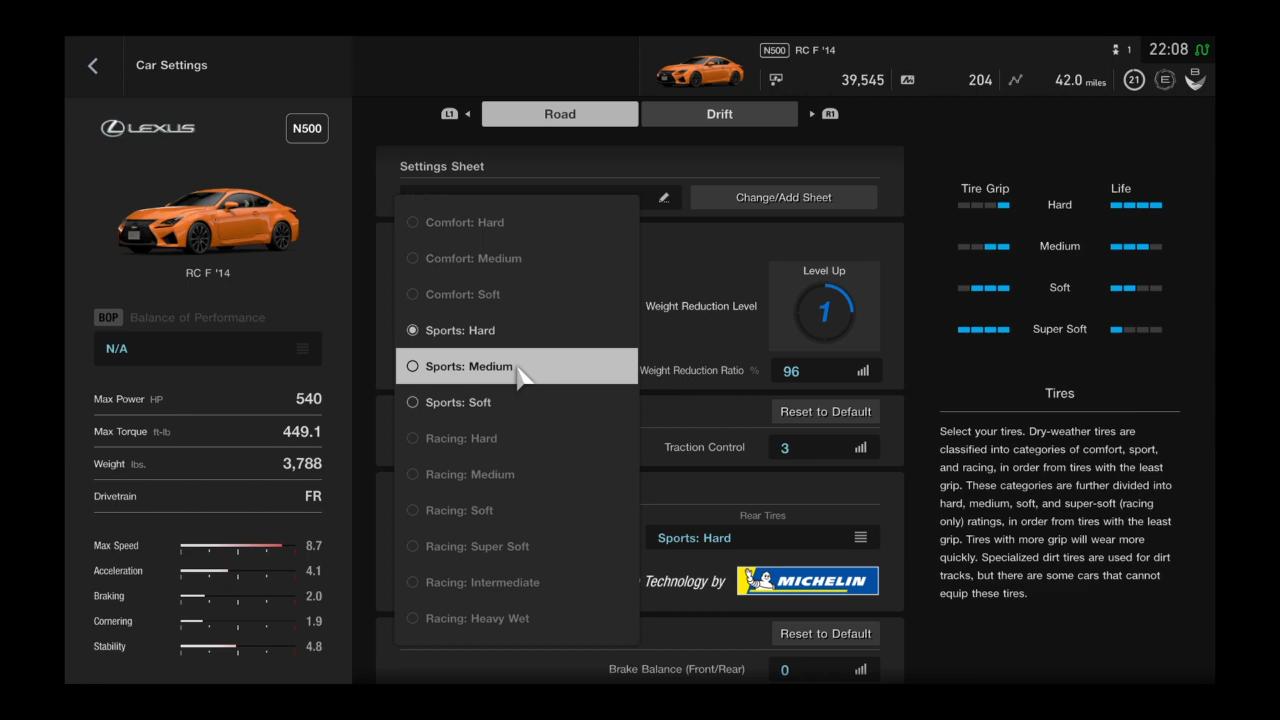 Car Settings
N500 RC F '14
1 22:08
39,545 204 42.0 miles 21 E B
LEXUS N500
RC F '14
BOP Balance of Performance
N/A
Max Power HP 540
Max Torque ft-lb 449.1
Weight lbs. 3,788
Drivetrain FR
Max Speed 8.7
Acceleration 4.1
Braking 2.0
Cornering 1.9
Stability 4.8
L1 Road Drift R1
Settings Sheet
Change/Add Sheet
Comfort: Hard
Comfort: Medium
Comfort: Soft
Sports: Hard
Sports: Medium
Sports: Soft
Racing: Hard
Racing: Medium
Racing: Soft
Racing: Super Soft
Racing: Intermediate
Racing: Heavy Wet
Level Up
Weight Reduction Level 1
Weight Reduction Ratio % 96
Reset to Default
Traction Control 3
Rear Tires
Sports: Hard
Technology by MICHELIN
Reset to Default
Brake Balance (Front/Rear) 0
Tire Grip Life
Hard
Medium
Soft
Super Soft
Tires
Select your tires. Dry-weather tires are
classified into categories of comfort, sport,
and racing, in order from tires with the least
grip. These categories are further divided into
hard, medium, soft, and super-soft (racing
only) ratings, in order from tires with the least
grip. Tires with more grip will wear more
quickly. Specialized dirt tires are used for dirt
tracks, but there are some cars that cannot
equip these tires.